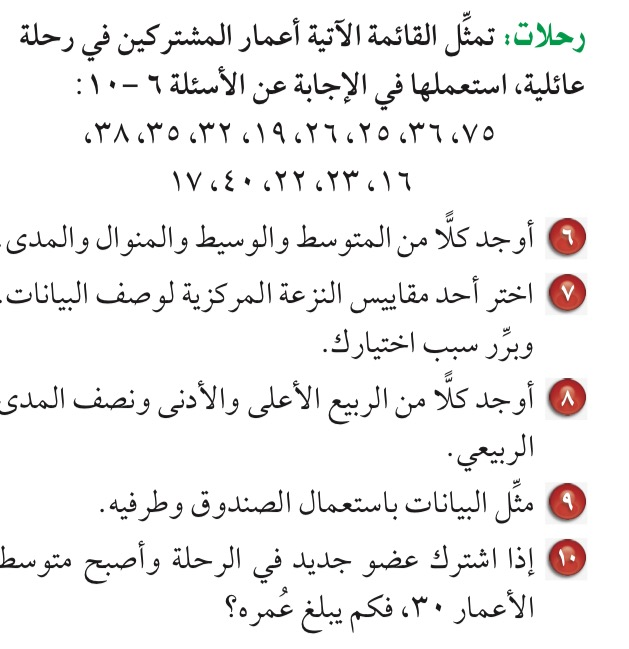 رحلات: تمثِّل القائمة الآتية أعمار المشتركين في رحلة
عائلية، استعملها في الإجابة عن الأسئلة ٦ –١٠:
٧٥، ٣٦، ٢٥، ٢٦، ١٩، ٣٢، ٣٥، ٣٨،
١٦، ٢٣، ٢٢، ٤٠، ١٧
٦ أوجد كلًّا من المتوسط والوسيط والمنوال والمدى.
٧ اختر أحد مقاييس النزعة المركزية لوصف البيانات.
وبرِّر سبب اختيارك.
٨ أوجد كلًّا من الربيع الأعلى والأدنى ونصف المدى
الربيعي.
٩ مثِّل البيانات باستعمال الصندوق وطرفيه.
١٠ إذا اشترك عضو جديد في الرحلة وأصبح متوسط
الأعمار ٣٠، فكم يبلغ عُمره؟